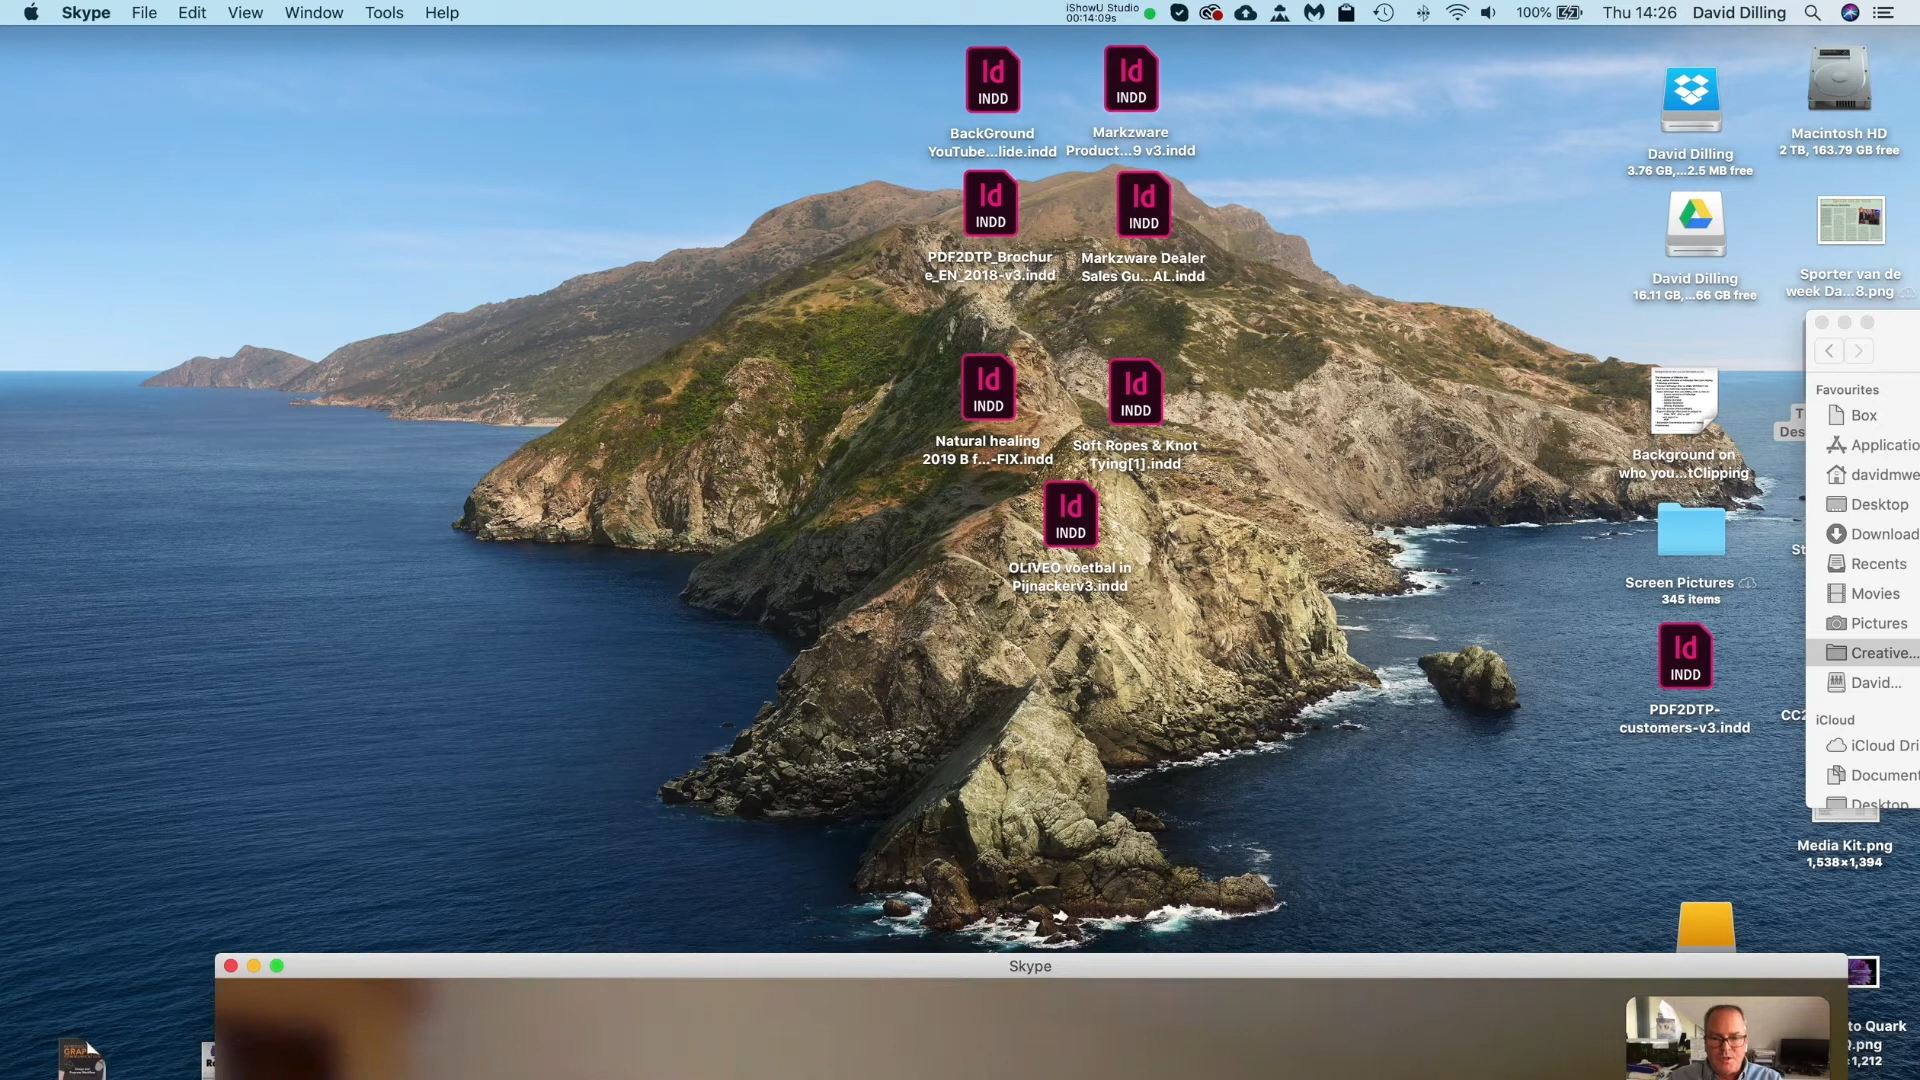 Skype File Edit View Window Tools Help
iShowU Studio
00:14:09s
100% Thu 14:26 David Dilling
Id
INDD
BackGround
YouTube...lide.indd
Id
INDD
Markzware
Product...9 v3.indd
David Dilling
3.76 GB,...2.5 MB free
Macintosh HD
2 TB, 163.79 GB free
Id
INDD
PDF2DTP_Brochur
e_EN_2018-v3.indd
Id
INDD
Markzware Dealer
Sales Gu...AL.indd
David Dilling
16.11 GB,...66 GB free
Sporter van de
week Da...8.png
Id
INDD
Natural healing
2019 B f...-FIX.indd
Id
INDD
Soft Ropes & Knot
Tying[1].indd
Background on
who you...tClipping
Id
INDD
OLIVEO voetbal in
Pijnackerv3.indd
Screen Pictures
345 items
Id
INDD
PDF2DTP-
customers-v3.indd
Favourites
Box
Applicatio
davidmwe
Desktop
Download
Recents
Movies
Pictures
Creative...
David...
iCloud
iCloud Dri
Document
Desktop
T
Des
St
CC2
Media Kit.png
1,538×1,394
Skype
to Quark
.png
1,212